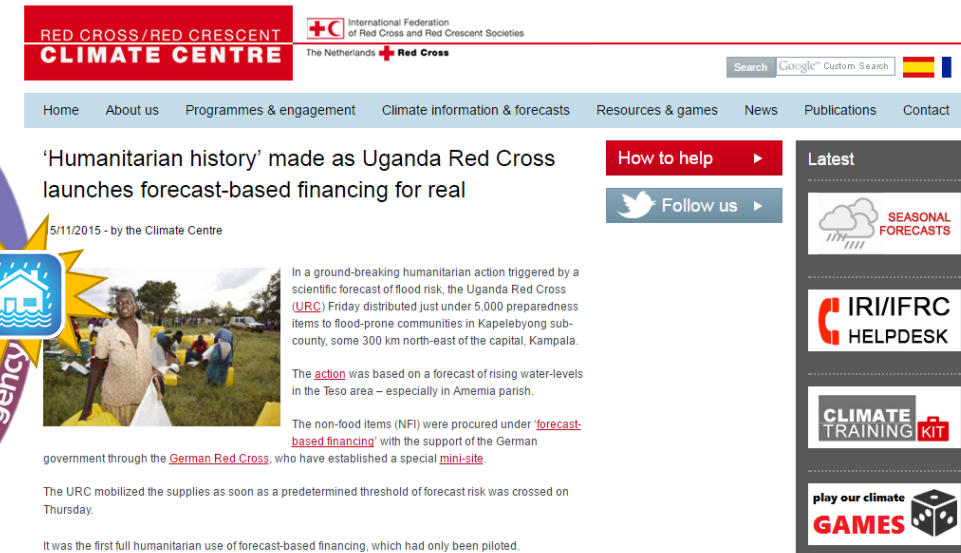 RED CROSS/RED CRESCENT
CLIMATE CENTRE
International Federation
of Red Cross and Red Crescent Societies
The Netherlands Red Cross
Search Google™ Custom Search
Home About us Programmes & engagement Climate information & forecasts Resources & games News Publications Contact
‘Humanitarian history’ made as Uganda Red Cross
launches forecast-based financing for real
5/11/2015 - by the Climate Centre
In a ground-breaking humanitarian action triggered by a
scientific forecast of flood risk, the Uganda Red Cross
(URC) Friday distributed just under 5,000 preparedness
items to flood-prone communities in Kapelebyong sub-
county, some 300 km north-east of the capital, Kampala.
The action was based on a forecast of rising water-levels
in the Teso area – especially in Amemia parish.
The non-food items (NFI) were procured under ‘forecast-
based financing’ with the support of the German
government through the German Red Cross, who have established a special mini-site.
The URC mobilized the supplies as soon as a predetermined threshold of forecast risk was crossed on
Thursday.
It was the first full humanitarian use of forecast-based financing, which had only been piloted.
How to help
Follow us
Latest
SEASONAL
FORECASTS
IRI/IFRC
HELPDESK
CLIMATE
TRAINING KIT
play our climate
GAMES
gency